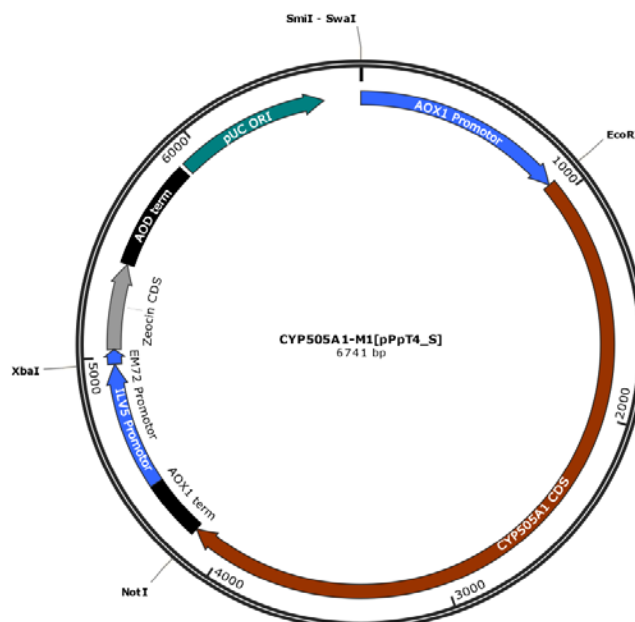 SmiI - SwaI
AOX1 Promotor
EcoR
1000
2000
CYP505A1 CDS
3000
4000
NotI
AOX1 term
ILV5 Promotor
EM72 Promotor
XbaI
5000
Zeocin CDS
AOD term
6000
pUC ORI
CYP505A1-M1[pPpT4_S]
6741 bp